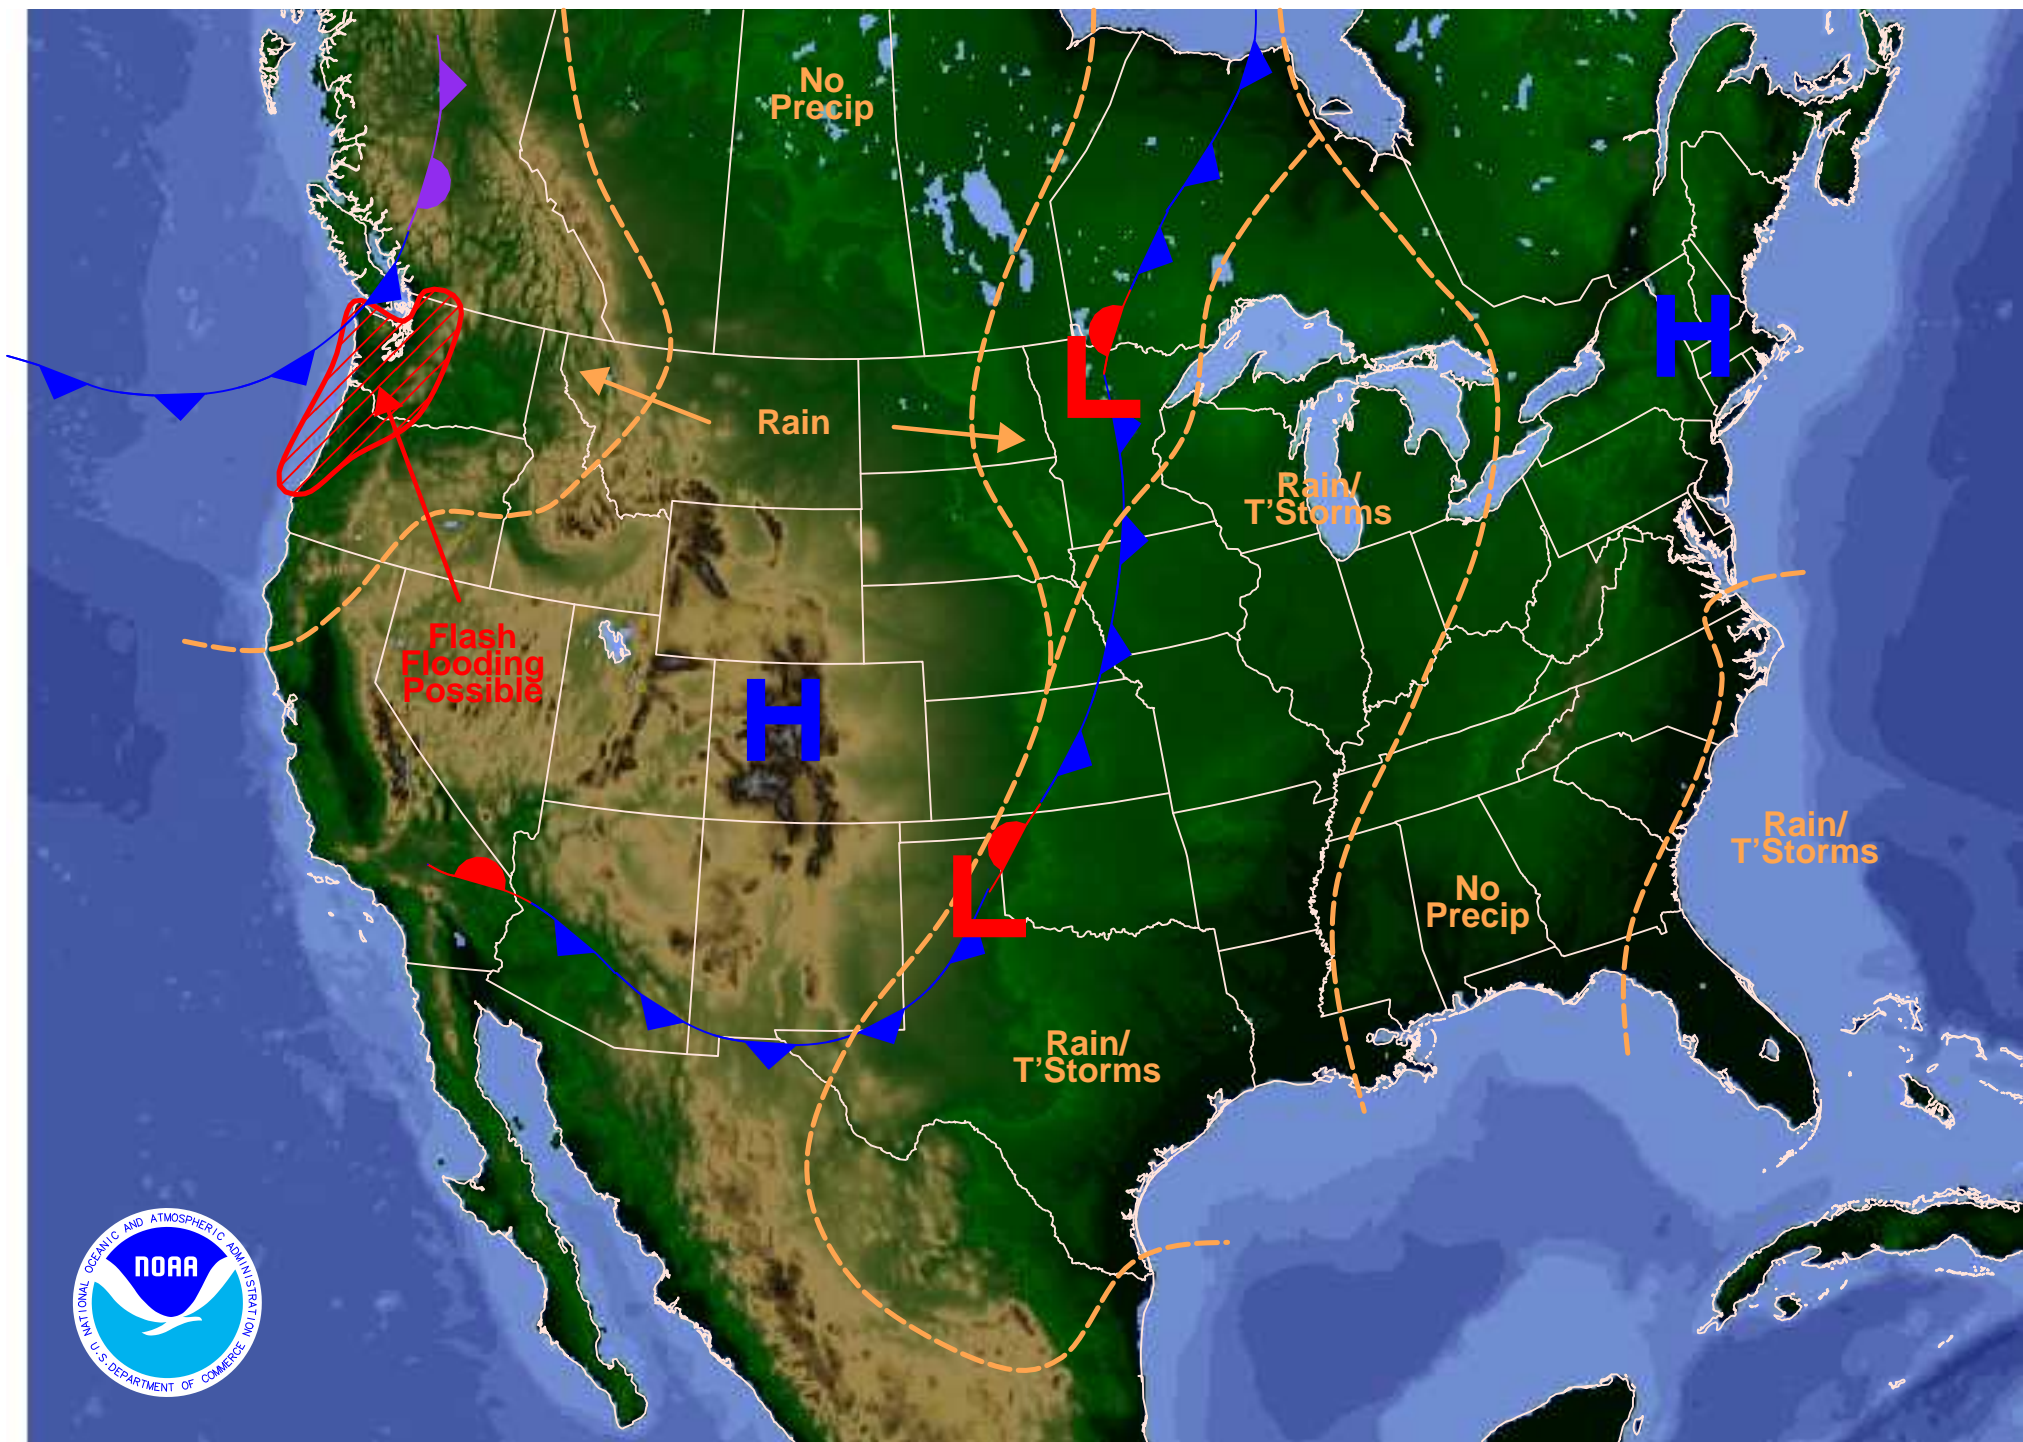 No
Precip
Rain
Rain/
T'Storms
Flash
Flooding
Possible
H
H
L
L
Rain/
T'Storms
No
Precip
Rain/
T'Storms
NATIONAL OCEANIC AND ATMOSPHERIC ADMINISTRATION
NOAA
U.S. DEPARTMENT OF COMMERCE